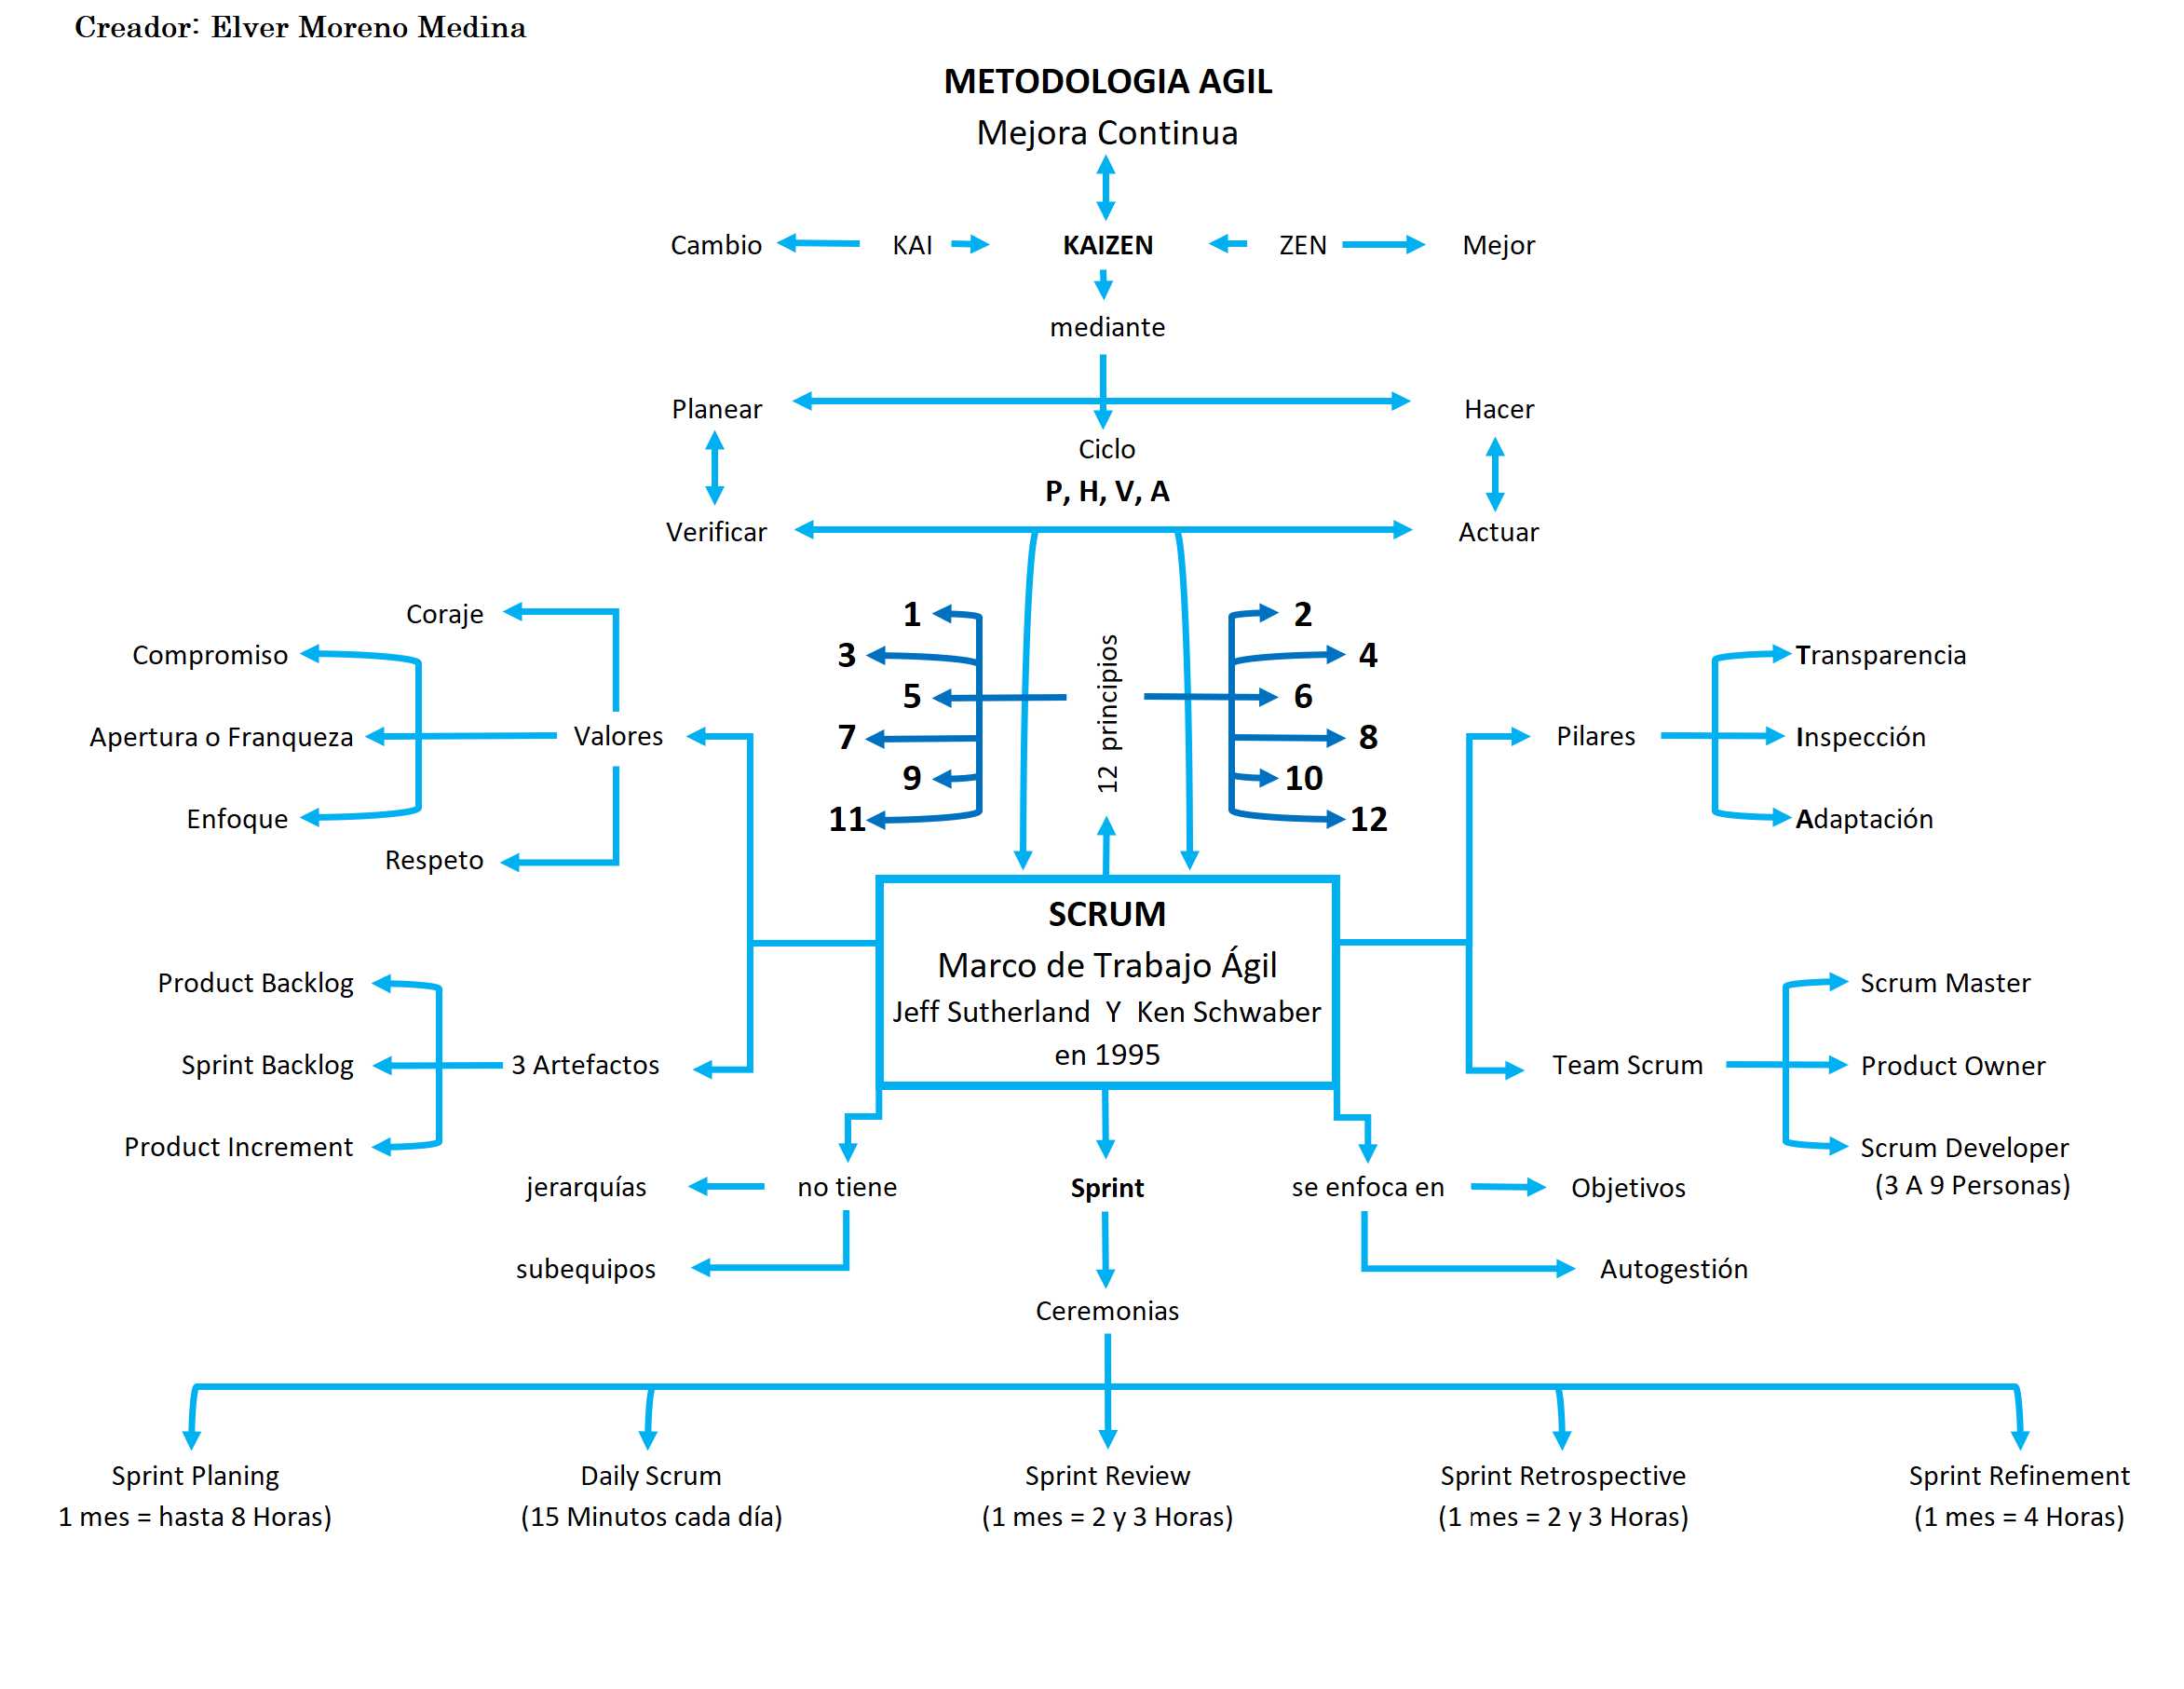 Creador: Elver Moreno Medina
METODOLOGIA AGIL
Mejora Continua
Cambio KAI KAIZEN ZEN Mejor
mediante
Planear Hacer
Ciclo
P, H, V, A
Verificar Actuar
Coraje
Compromiso
Apertura o Franqueza
Valores
Enfoque
Respeto
1
3
5
7
9
11
12 principios
2
4
6
8
10
12
Pilares
Transparencia
Inspección
Adaptación
SCRUM
Marco de Trabajo Ágil
Jeff Sutherland Y Ken Schwaber
en 1995
Product Backlog
Sprint Backlog
3 Artefactos
Product Increment
Team Scrum
Scrum Master
Product Owner
Scrum Developer
(3 A 9 Personas)
jerarquías no tiene
subequipos
Sprint
se enfoca en Objetivos
Autogestión
Ceremonias
Sprint Planing
1 mes = hasta 8 Horas)
Daily Scrum
(15 Minutos cada día)
Sprint Review
(1 mes = 2 y 3 Horas)
Sprint Retrospective
(1 mes = 2 y 3 Horas)
Sprint Refinement
(1 mes = 4 Horas)